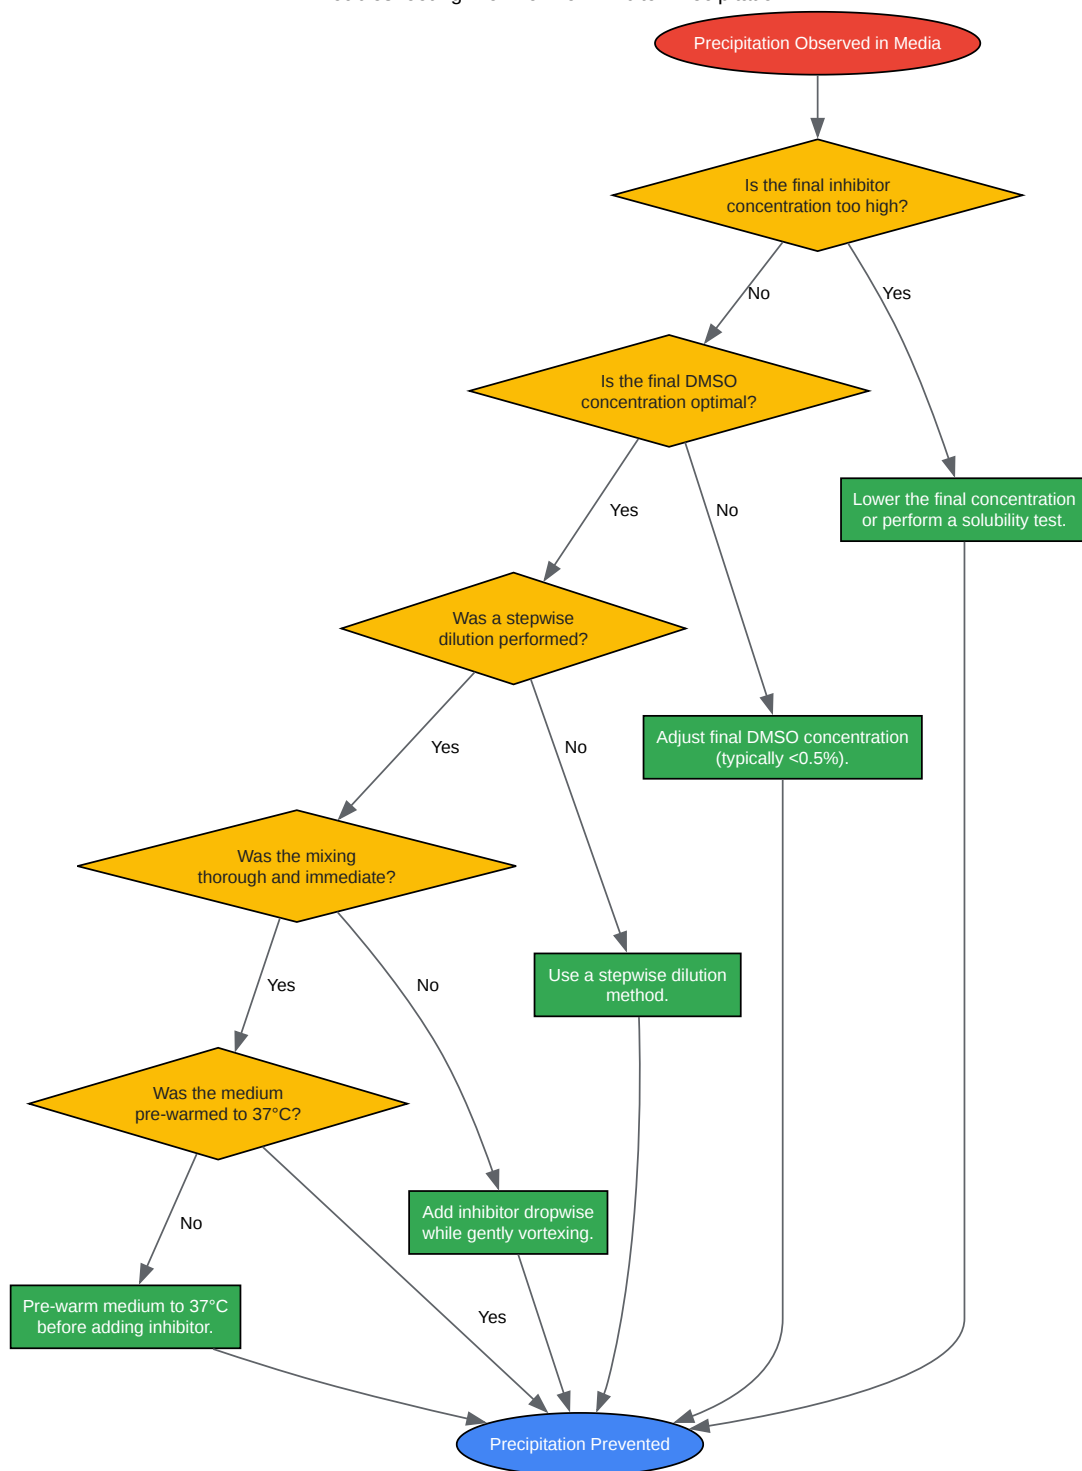 Precipitation Observed in Media
Is the final inhibitor
concentration too high?
No
Yes
Is the final DMSO
concentration optimal?
Lower the final concentration
or perform a solubility test.
Yes
No
Was a stepwise
dilution performed?
Adjust final DMSO concentration
(typically <0.5%).
Yes
No
Was the mixing
thorough and immediate?
Use a stepwise dilution
method.
Yes
No
Was the medium
pre-warmed to 37°C?
Add inhibitor dropwise
while gently vortexing.
No
Pre-warm medium to 37°C
before adding inhibitor.
Yes
Precipitation Prevented